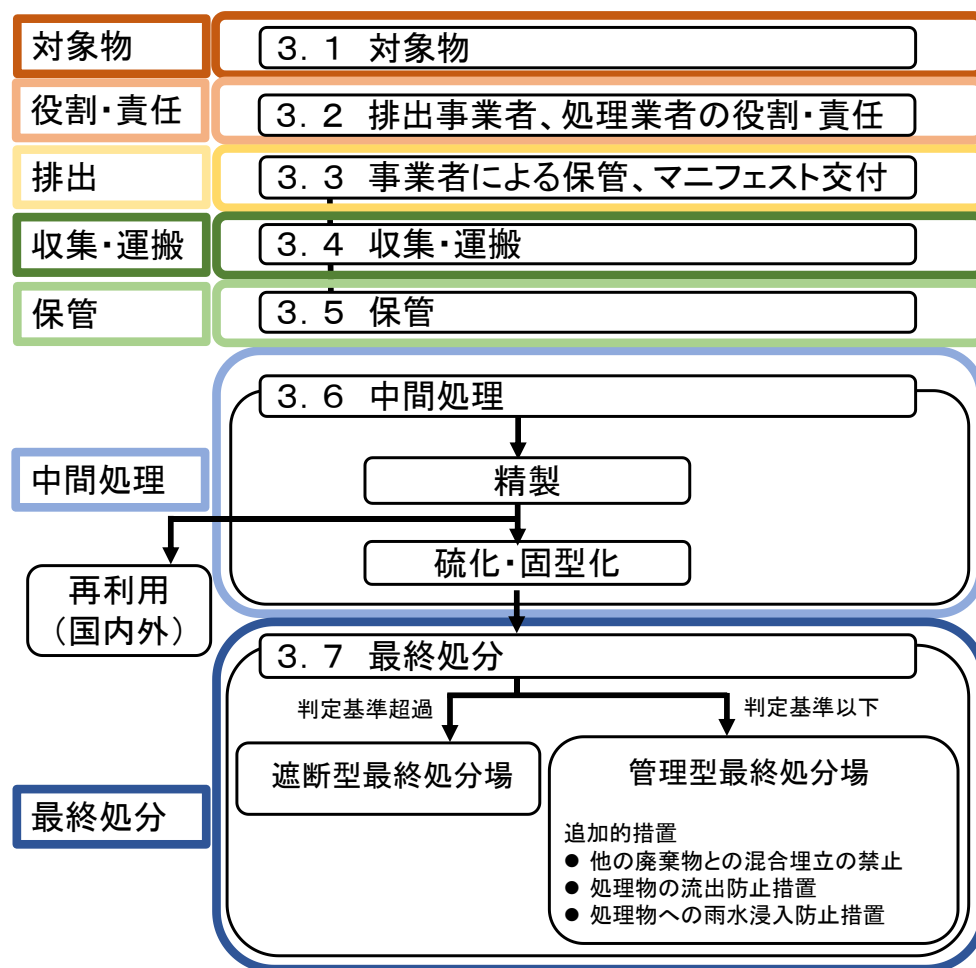 対象物
３．１ 対象物
役割・責任
３．２ 排出事業者、処理業者の役割・責任
排出
３．３ 事業者による保管、マニフェスト交付
収集・運搬
３．４ 収集・運搬
保管
３．５ 保管
３．６ 中間処理
中間処理
精製
硫化・固型化
再利用
（国内外）
３．７ 最終処分
判定基準超過
判定基準以下
遮断型最終処分場
管理型最終処分場
最終処分
追加的措置
● 他の廃棄物との混合埋立の禁止
● 処理物の流出防止措置
● 処理物への雨水浸入防止措置